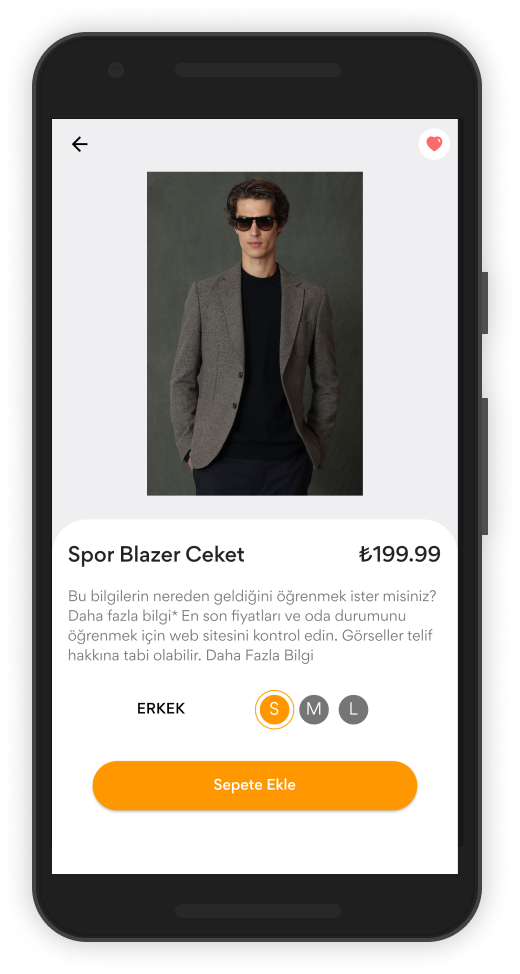 Spor Blazer Ceket ₺199.99
Bu bilgilerin nereden geldiğini öğrenmek ister misiniz?
Daha fazla bilgi* En son fiyatları ve oda durumunu
öğrenmek için web sitesini kontrol edin. Görseller telif
hakkına tabi olabilir. Daha Fazla Bilgi
ERKEK S M L
Sepete Ekle